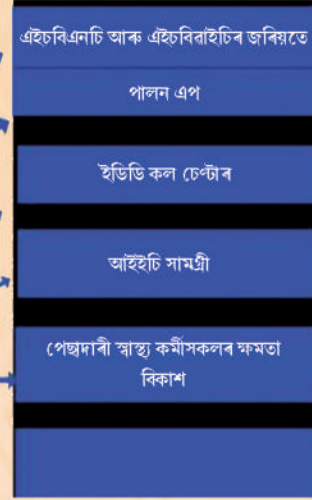 এইচবিএনচি আৰু এইচবিৱাইচিৰ জৰিয়তে
পালন এপ
ইডিডি কল চেণ্টাৰ
আইইচি সামগ্ৰী
পেছাদাৰী স্বাস্থ্য কৰ্মীসকলৰ ক্ষমতা
বিকাশ